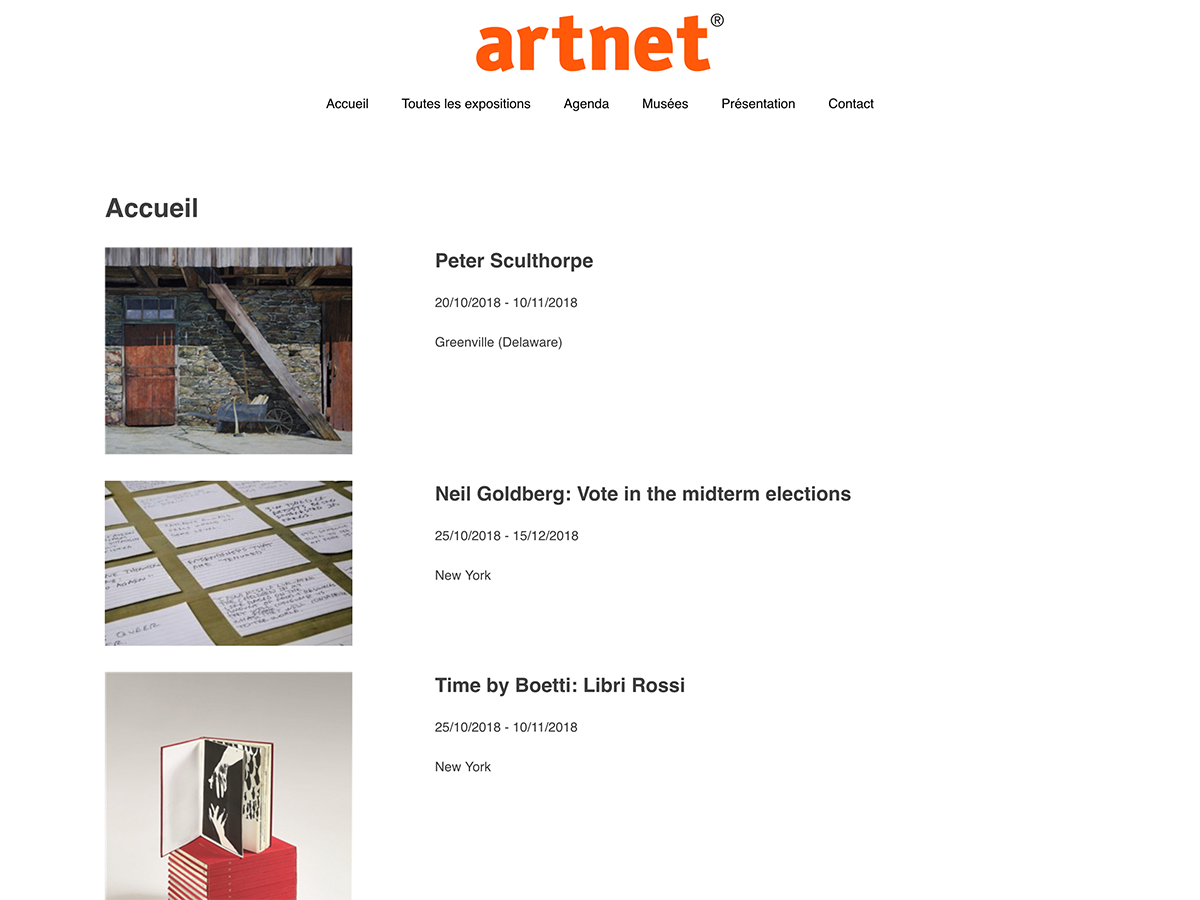 artnet®
Accueil Toutes les expositions Agenda Musées Présentation Contact
Accueil
Peter Sculthorpe
20/10/2018 - 10/11/2018
Greenville (Delaware)
Neil Goldberg: Vote in the midterm elections
25/10/2018 - 15/12/2018
New York
Time by Boetti: Libri Rossi
25/10/2018 - 10/11/2018
New York